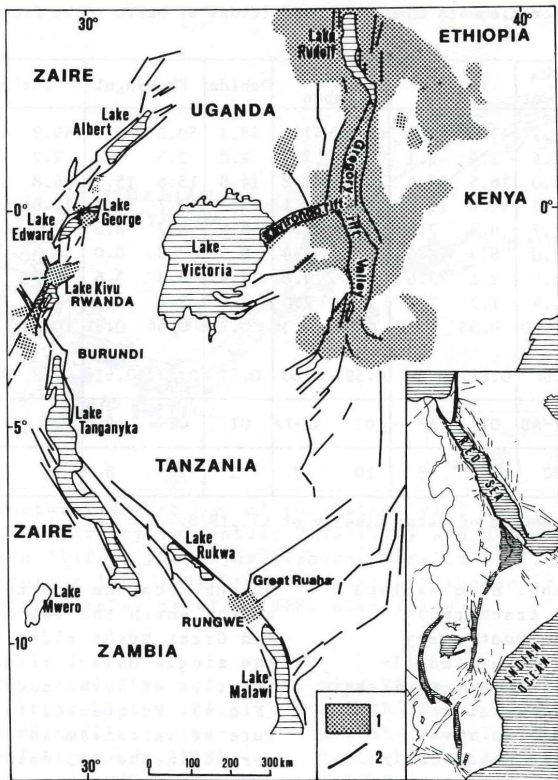 30°
40°
ETHIOPIA
Lake
Rudolf
ZAIRE
UGANDA
Lake
Albert
Gregory
Rift
Valley
KENYA
0°
Lake
George
Lake
Edward
Kavirondo Rift
0°
Lake
Victoria
Lake Kivu
RWANDA
BURUNDI
5°
Lake
Tanganyka
TANZANIA
RED
SEA
ZAIRE
Lake
Rukwa
Great Ruaha
Lake
Mwero
RUNGWE
10°
ZAMBIA
Lake
Malawi
INDIAN
OCEAN
1
2
30°
0 100 200 300 km